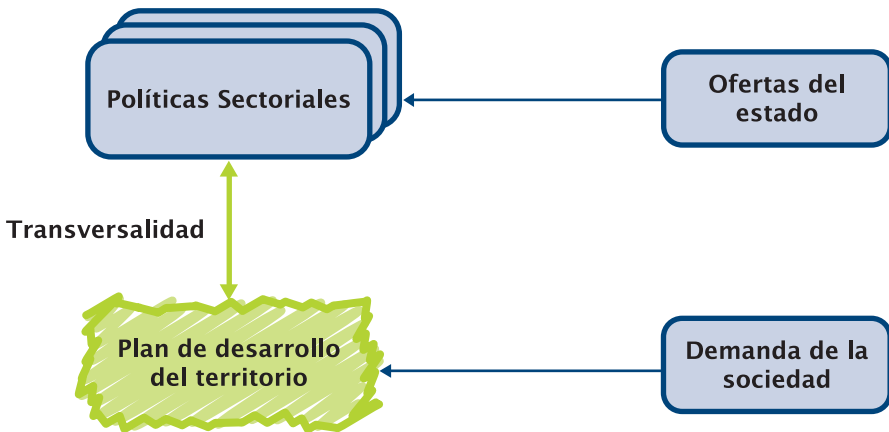 Políticas Sectoriales
Ofertas del
estado
Transversalidad
Plan de desarrollo
del territorio
Demanda de la
sociedad